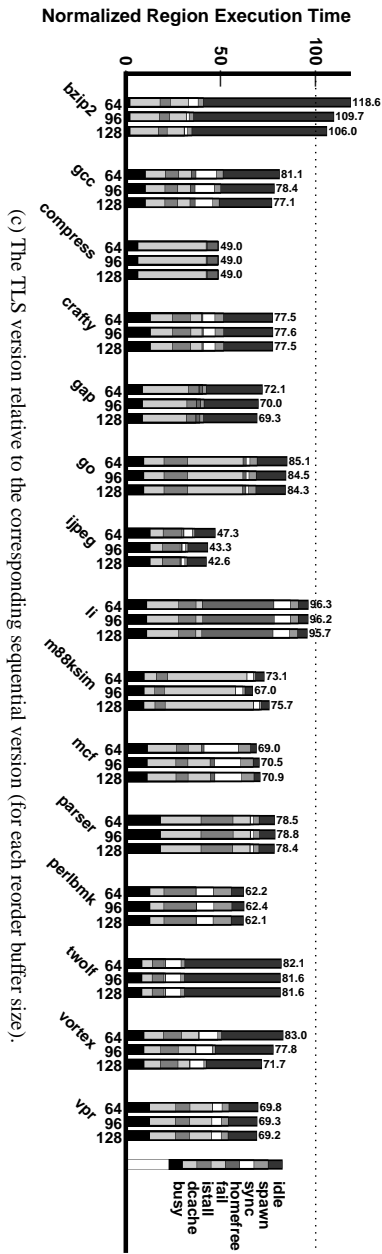 Normalized Region Execution Time
0
50
100
64 118.6
96 109.7
128 106.0
bzip2
64 81.1
96 78.4
128 77.1
gcc
64 49.0
96 49.0
128 49.0
compress
64 77.5
96 77.6
128 77.5
crafty
64 72.1
96 70.0
128 69.3
gap
64 85.1
96 84.5
128 84.3
go
64 47.3
96 43.3
128 42.6
ijpeg
64 96.3
96 96.2
128 95.7
li
64 73.1
96 67.0
128 75.7
m88ksim
64 69.0
96 70.5
128 70.9
mcf
64 78.5
96 78.8
128 78.4
parser
64 62.2
96 62.4
128 62.1
perlbmk
64 82.1
96 81.6
128 81.6
twolf
64 83.0
96 77.8
128 71.7
vortex
64 69.8
96 69.3
128 69.2
vpr
idle
spawn
sync
homefree
fail
istall
dcache
busy
(c) The TLS version relative to the corresponding sequential version (for each reorder buffer size).